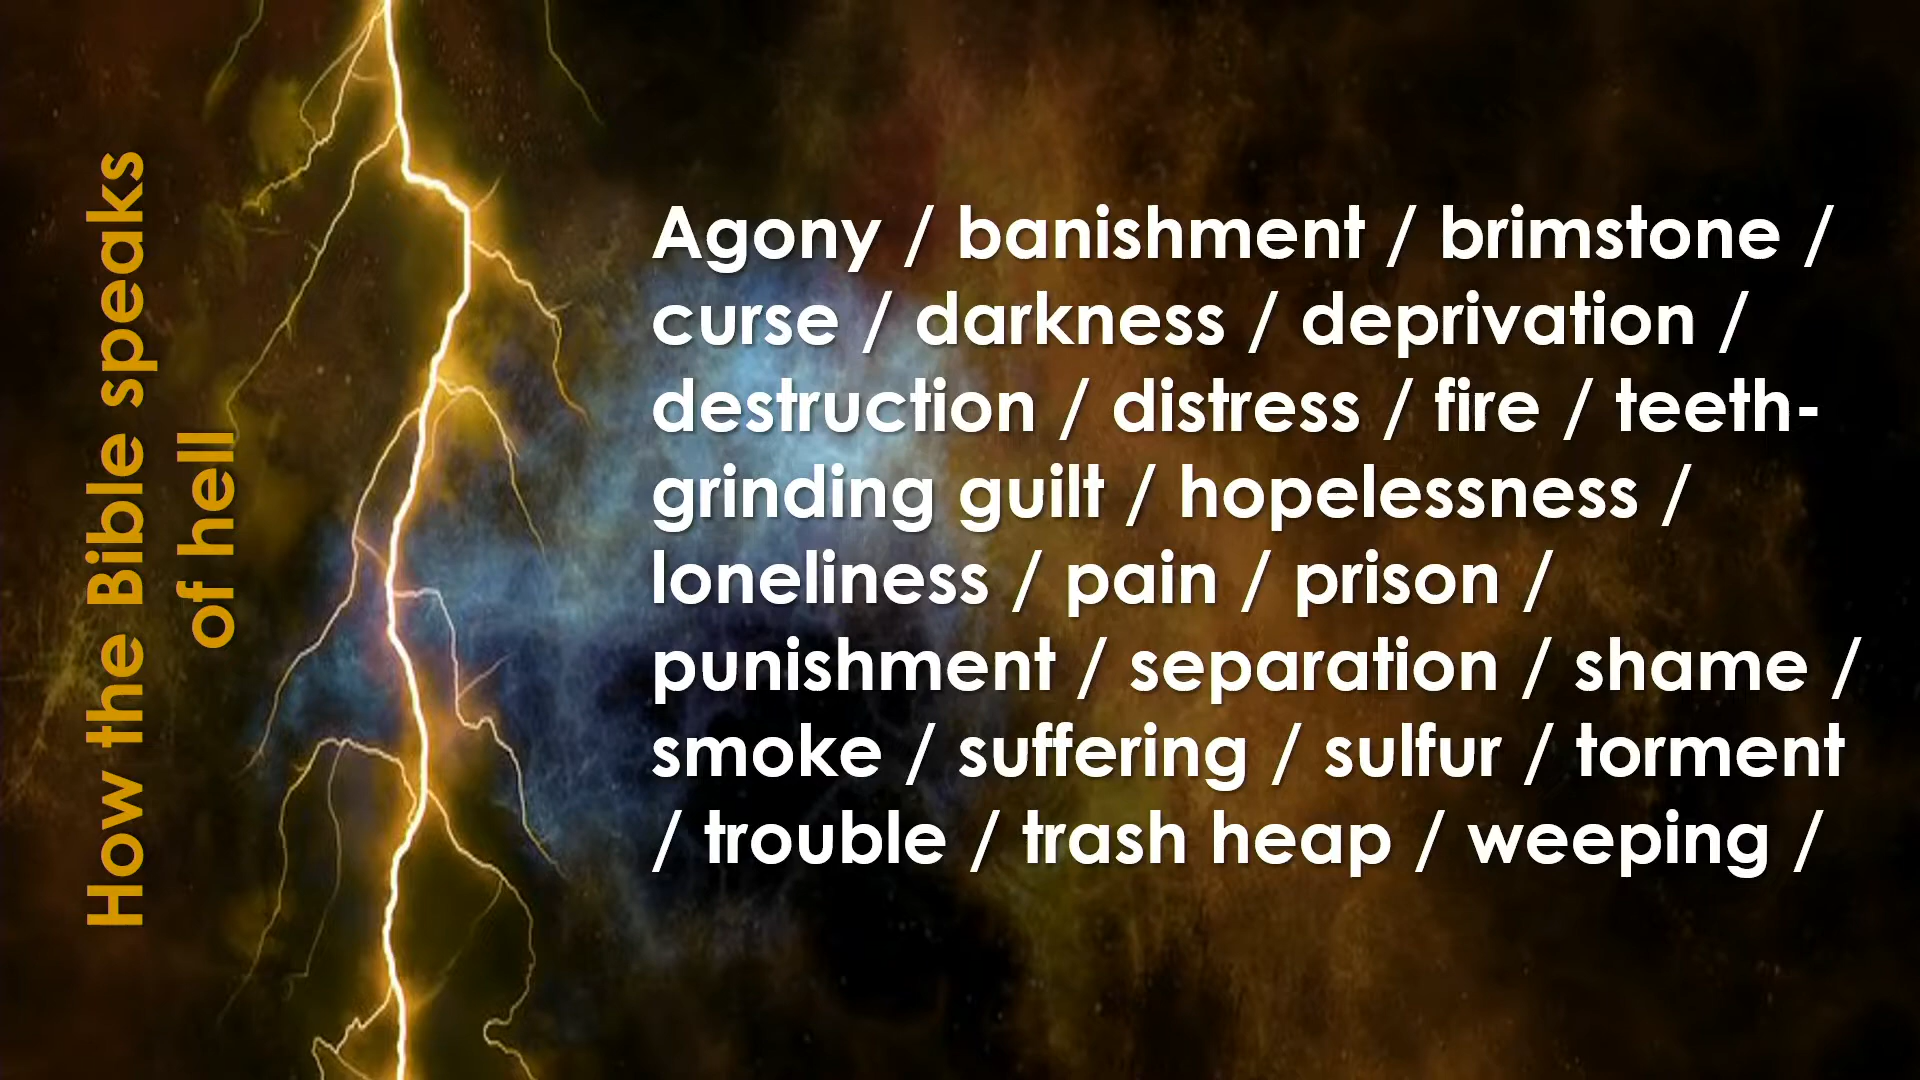 How the Bible speaks
of hell
Agony / banishment / brimstone /
curse / darkness / deprivation /
destruction / distress / fire / teeth-
grinding guilt / hopelessness /
loneliness / pain / prison /
punishment / separation / shame /
smoke / suffering / sulfur / torment
/ trouble / trash heap / weeping /